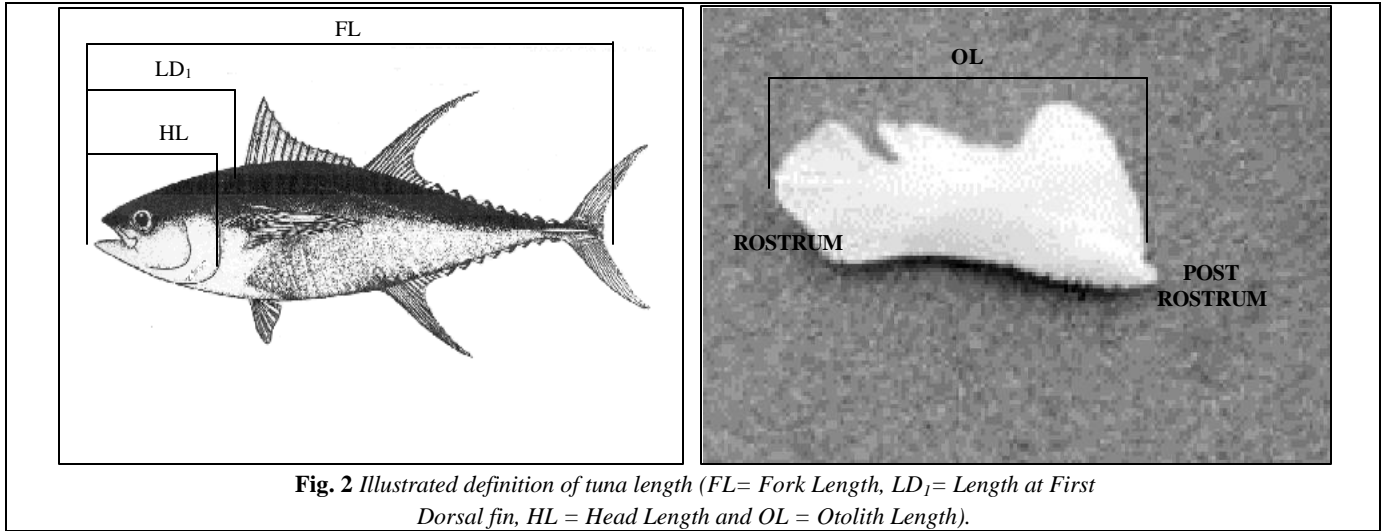 FL
LD₁
HL
OL
ROSTRUM
POST
ROSTRUM
Fig. 2 Illustrated definition of tuna length (FL= Fork Length, LD₁= Length at First
Dorsal fin, HL = Head Length and OL = Otolith Length).